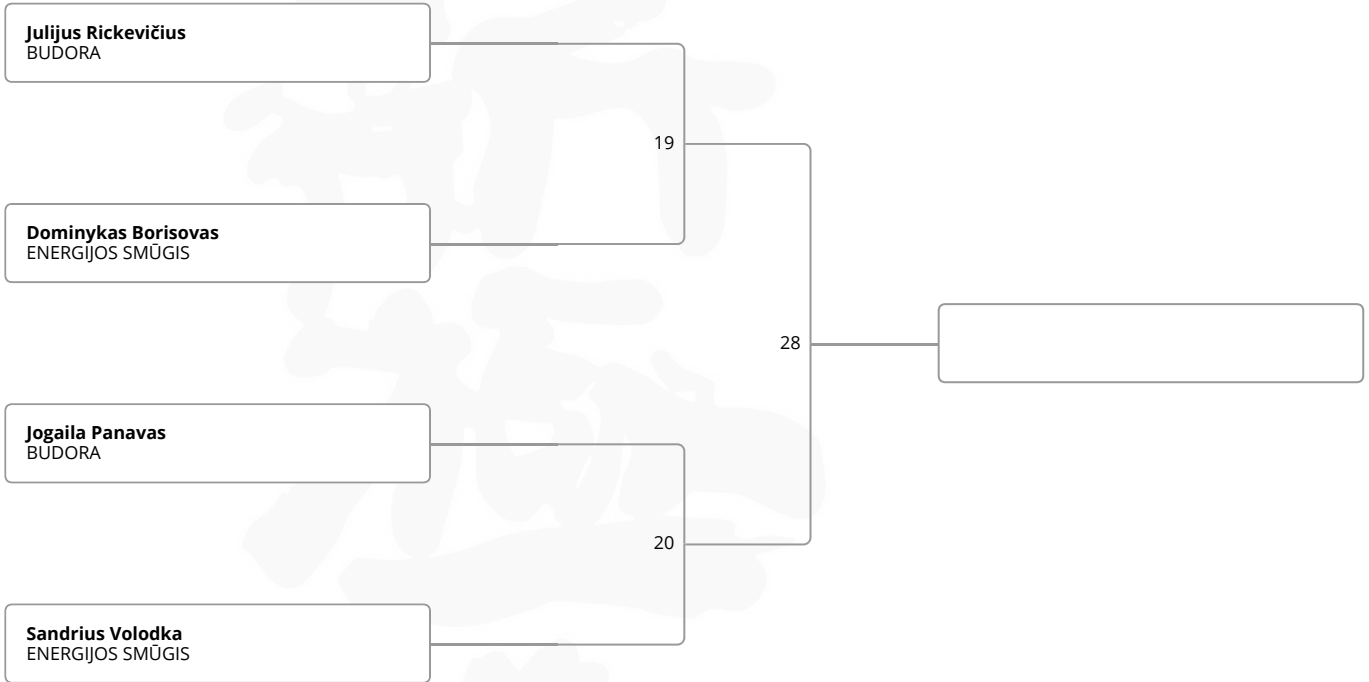 Julijus Rickevičius
BUDORA
19
Dominykas Borisovas
ENERGIJOS SMŪGIS
28
Jogaila Panavas
BUDORA
20
Sandrius Volodka
ENERGIJOS SMŪGIS